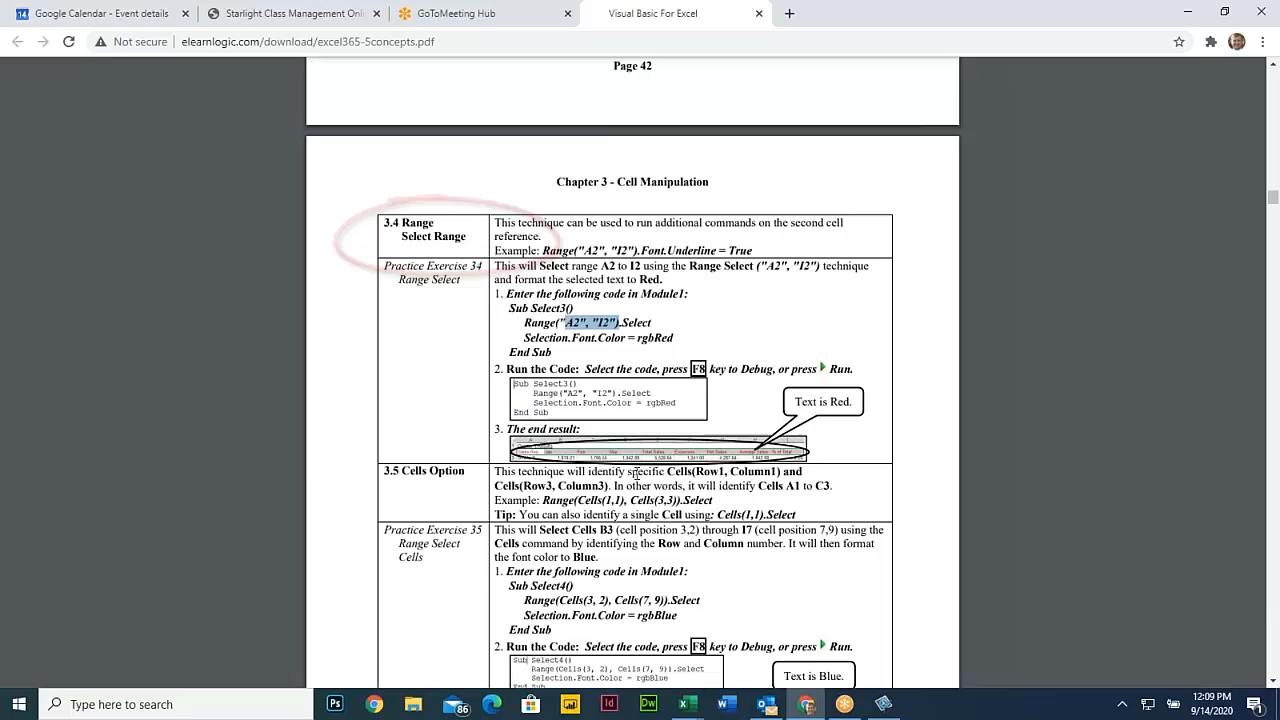 Google Calendar - Event details
Starlight Class Management Onli
GoToMeeting Hub
Visual Basic For Excel
Not secure
elearnlogic.com/download/excel365-5concepts.pdf
Page 42
Chapter 3 - Cell Manipulation
3.4 Range
Select Range
This technique can be used to run additional commands on the second cell
reference.
Example: Range("A2", "I2").Font.Underline = True
Practice Exercise 34
Range Select
This will Select range A2 to I2 using the Range Select ("A2", "I2") technique
and format the selected text to Red.
1. Enter the following code in Module1:
Sub Select3()
Range("A2", "I2").Select
Selection.Font.Color = rgbRed
End Sub
2. Run the Code: Select the code, press F8 key to Debug, or press Run.
Sub Select3()
Range("A2", "I2").Select
Selection.Font.Color = rgbRed
End Sub
Text is Red.
3. The end result:
3.5 Cells Option
This technique will identify specific Cells(Row1, Column1) and
Cells(Row3, Column3). In other words, it will identify Cells A1 to C3.
Example: Range(Cells(1,1), Cells(3,3)).Select
Tip: You can also identify a single Cell using: Cells(1,1).Select
Practice Exercise 35
Range Select
Cells
This will Select Cells B3 (cell position 3,2) through I7 (cell position 7,9) using the
Cells command by identifying the Row and Column number. It will then format
the font color to Blue.
1. Enter the following code in Module1:
Sub Select4()
Range(Cells(3, 2), Cells(7, 9)).Select
Selection.Font.Color = rgbBlue
End Sub
2. Run the Code: Select the code, press F8 key to Debug, or press Run.
Sub Select4()
Range(Cells(3, 2), Cells(7, 9)).Select
Selection.Font.Color = rgbBlue
End Sub
Text is Blue.
Type here to search
86
12:09 PM
9/14/2020